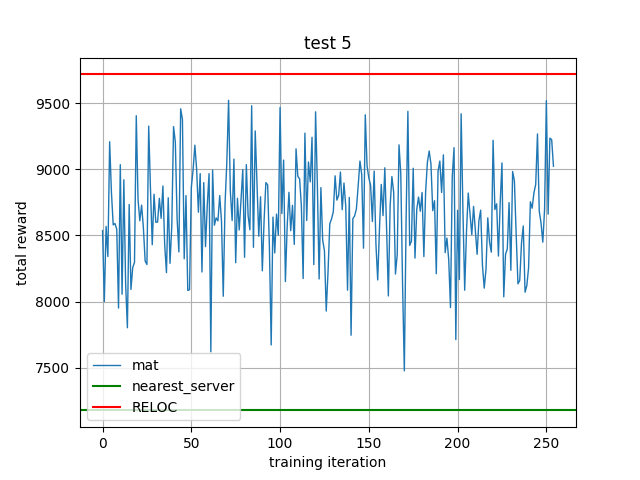 test 5
total reward
9500
9000
8500
8000
7500
mat
nearest_server
RELOC
0
50
100
150
200
250
training iteration